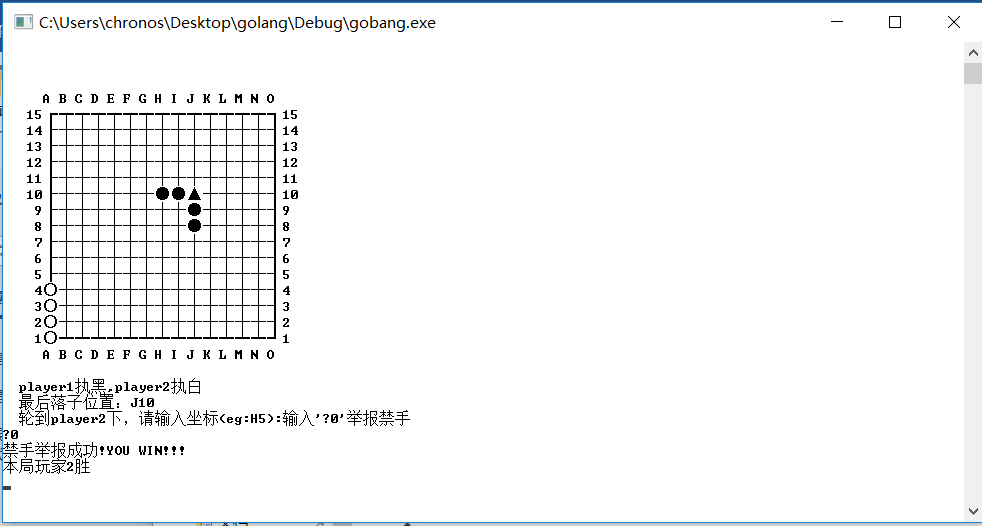 C:\Users\chronos\Desktop\golang\Debug\gobang.exe
A B C D E F G H I J K L M N O
15 15
14 14
13 13
12 12
11 11
10 10
9 9
8 8
7 7
6 6
5 5
4 4
3 3
2 2
1 1
A B C D E F G H I J K L M N O
player1执黑,player2执白
最后落子位置：J10
轮到player2下，请输入坐标(eg:H5):输入'?0'举报禁手
?0
禁手举报成功!YOU WIN!!!
本局玩家2胜